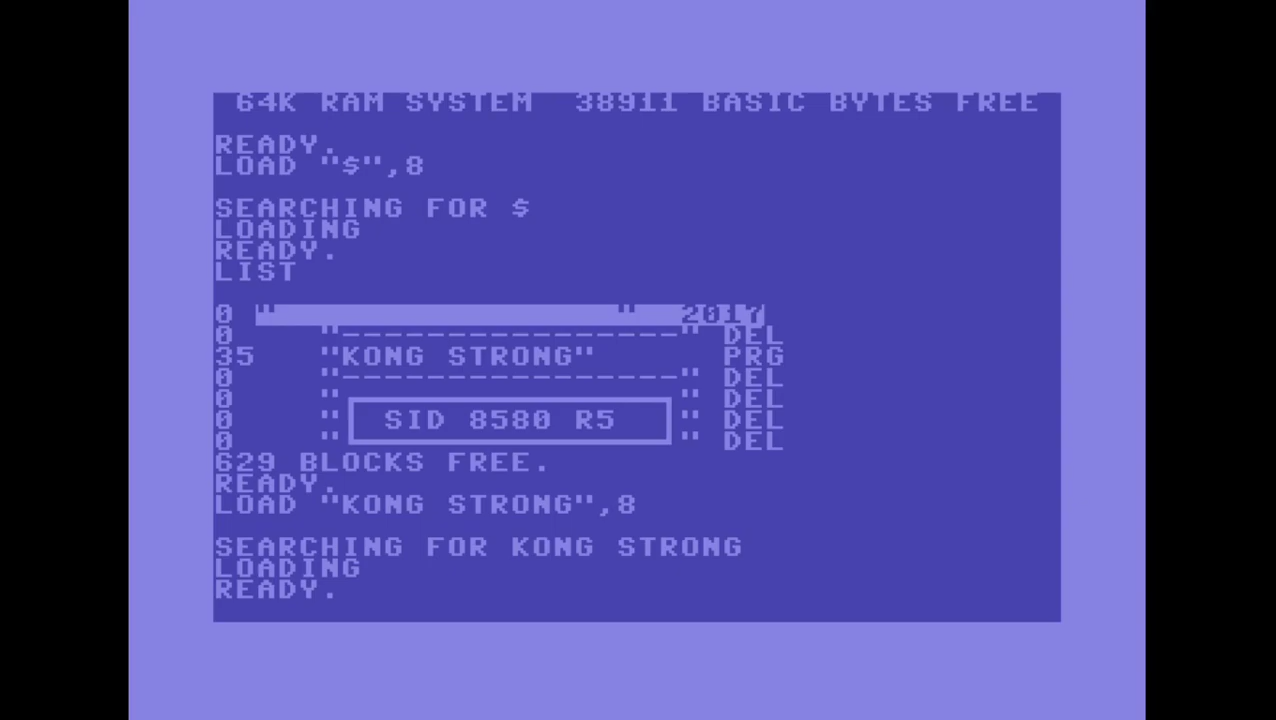 64K RAM SYSTEM  38911 BASIC BYTES FREE
READY.
LOAD "$",8
SEARCHING FOR $
LOADING
READY.
LIST
0 "                " 2017
0    "----------------" DEL
35   "KONG STRONG"      PRG
0    "----------------" DEL
0    "                " DEL
0    " SID 8580 R5 " DEL
0    "                " DEL
629 BLOCKS FREE.
READY.
LOAD "KONG STRONG",8
SEARCHING FOR KONG STRONG
LOADING
READY.